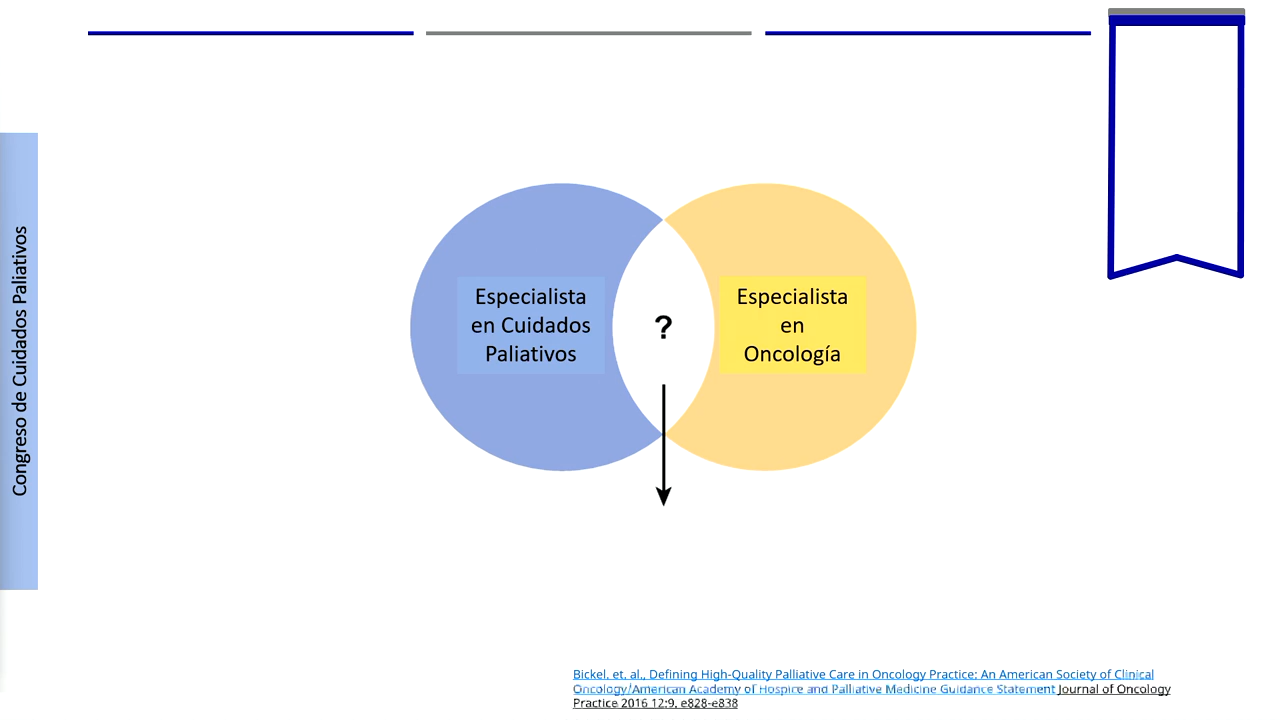 Congreso de Cuidados Paliativos
Especialista
en Cuidados
Paliativos
?
Especialista
en
Oncología
Bickel, et. al., Defining High-Quality Palliative Care in Oncology Practice: An American Society of Clinical
Oncology/American Academy of Hospice and Palliative Medicine Guidance Statement Journal of Oncology
Practice 2016 12:9, e828-e838